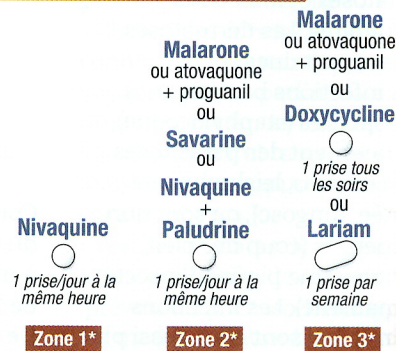 Nivaquine
1 prise/jour à la
même heure
Zone 1*
Malarone
ou atovaquone
+ proguanil
ou
Savarine
ou
Nivaquine
+
Paludrine
1 prise/jour à la
même heure
Zone 2*
Malarone
ou atovaquone
+ proguanil
ou
Doxycycline
1 prise tous
les soirs
ou
Lariam
1 prise par
semaine
Zone 3*